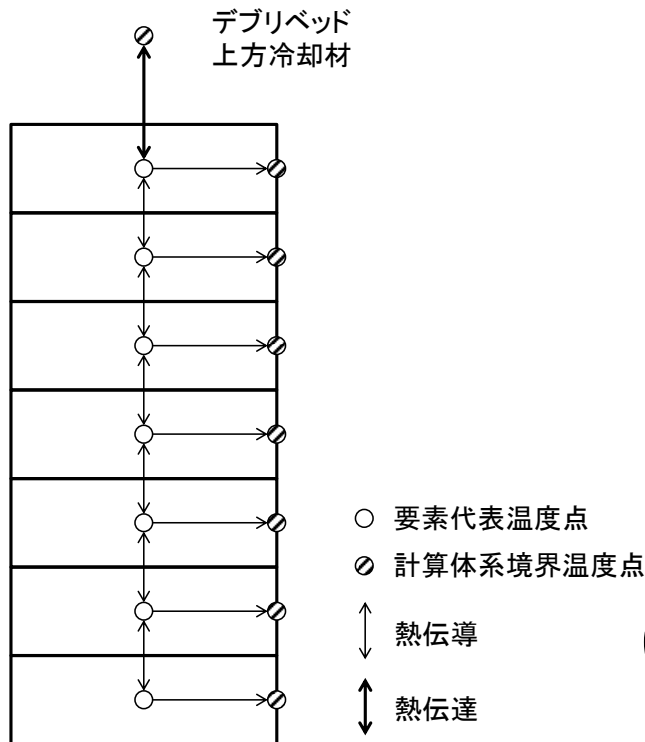 デブリベッド
上方冷却材
要素代表温度点
計算体系境界温度点
熱伝導
熱伝達